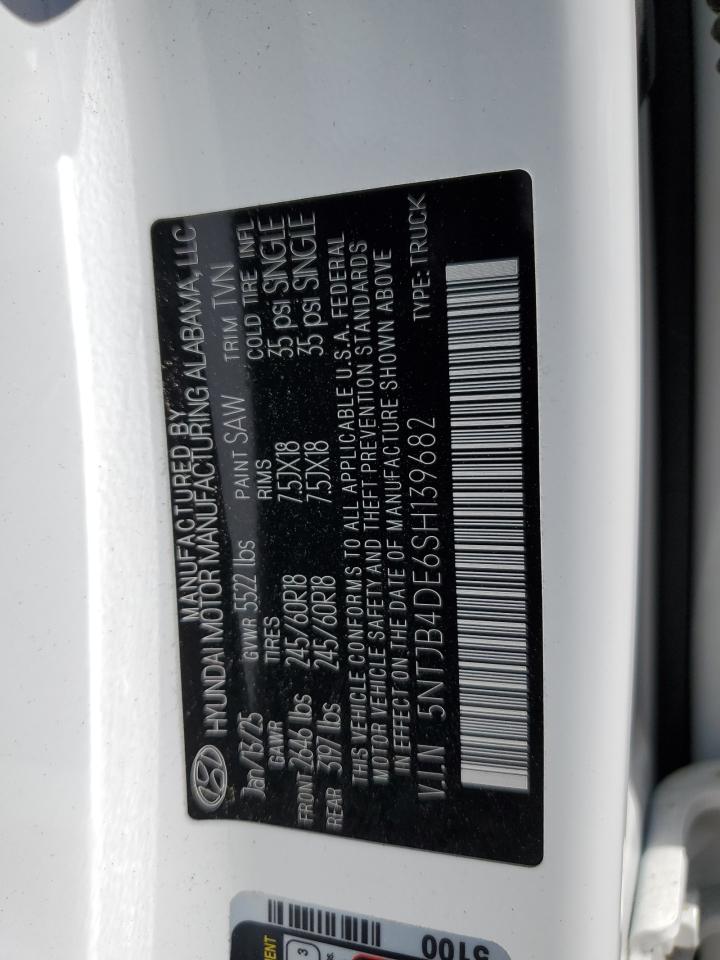 MANUFACTURED BY
HYUNDAI MOTOR MANUFACTURING ALABAMA, LLC
Jan/13/25 GVWR 5522 lbs PAINT SAW TRIM TVN
GAWR TIRES RIMS COLD TIRE INFL
FRONT 2646 lbs 245/60R18 7.5JX18 35 psi SINGLE
REAR 3197 lbs 245/60R18 7.5JX18 35 psi SINGLE
THIS VEHICLE CONFORMS TO ALL APPLICABLE U.S.A. FEDERAL
MOTOR VEHICLE SAFETY AND THEFT PREVENTION STANDARDS
IN EFFECT ON THE DATE OF MANUFACTURE SHOWN ABOVE
VIN 5NTJB4DE6SH139682 TYPE: TRUCK
3
5100